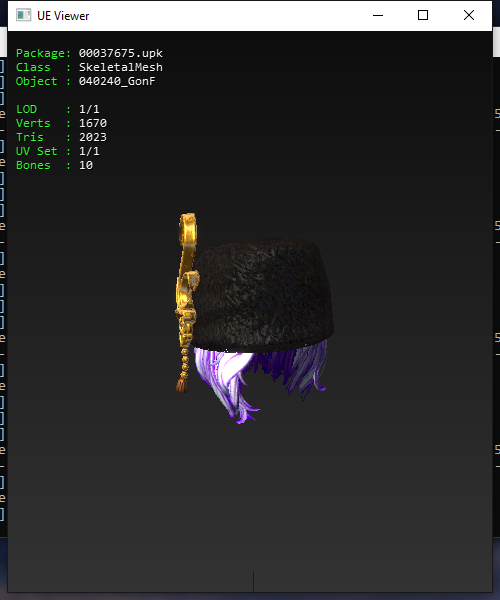 UE Viewer
Package: 00037675.upk
Class  : SkeletalMesh
Object : 040240_GonF
LOD    : 1/1
Verts  : 1670
Tris   : 2023
UV Set : 1/1
Bones  : 10